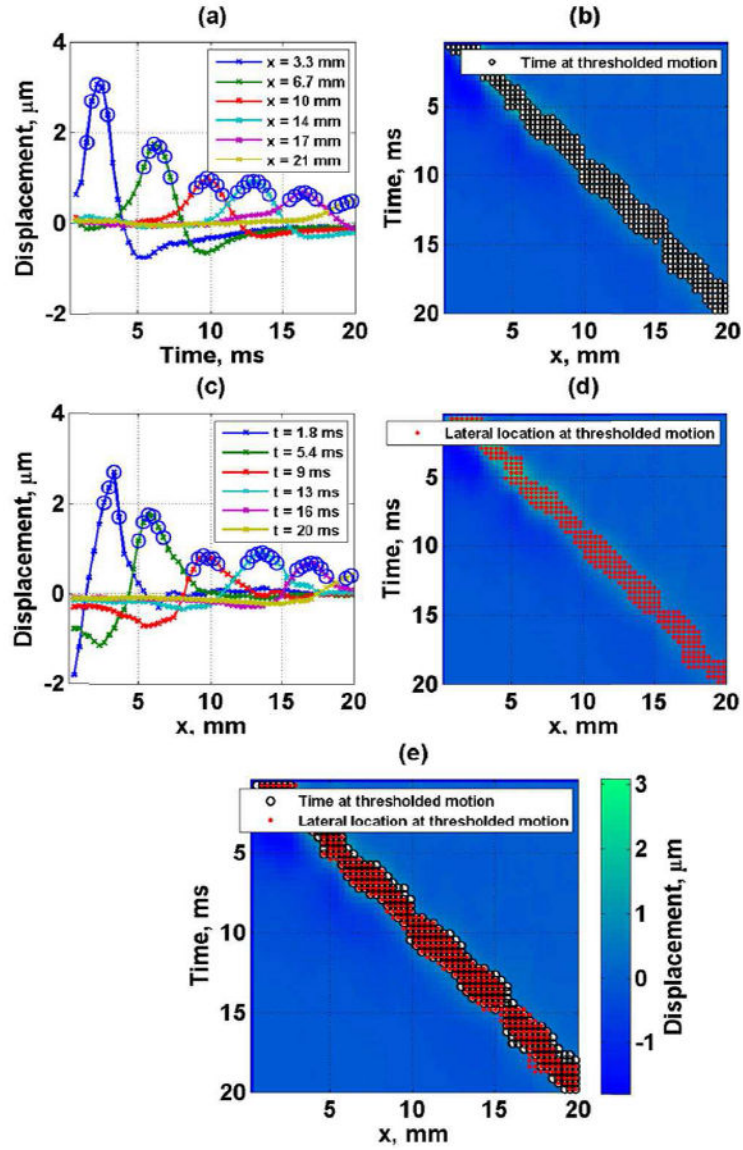 (a)
4
2
0
-2
Displacement, μm
x = 3.3 mm
x = 6.7 mm
x = 10 mm
x = 14 mm
x = 17 mm
x = 21 mm
5 10 15 20
Time, ms
(b)
Time at thresholded motion
5
10
15
20
Time, ms
5 10 15 20
x, mm
(c)
4
2
0
-2
Displacement, μm
t = 1.8 ms
t = 5.4 ms
t = 9 ms
t = 13 ms
t = 16 ms
t = 20 ms
5 10 15 20
x, mm
(d)
Lateral location at thresholded motion
5
10
15
20
Time, ms
5 10 15 20
x, mm
(e)
Time at thresholded motion
Lateral location at thresholded motion
5
10
15
20
Time, ms
5 10 15 20
x, mm
3
2
1
0
-1
Displacement, μm